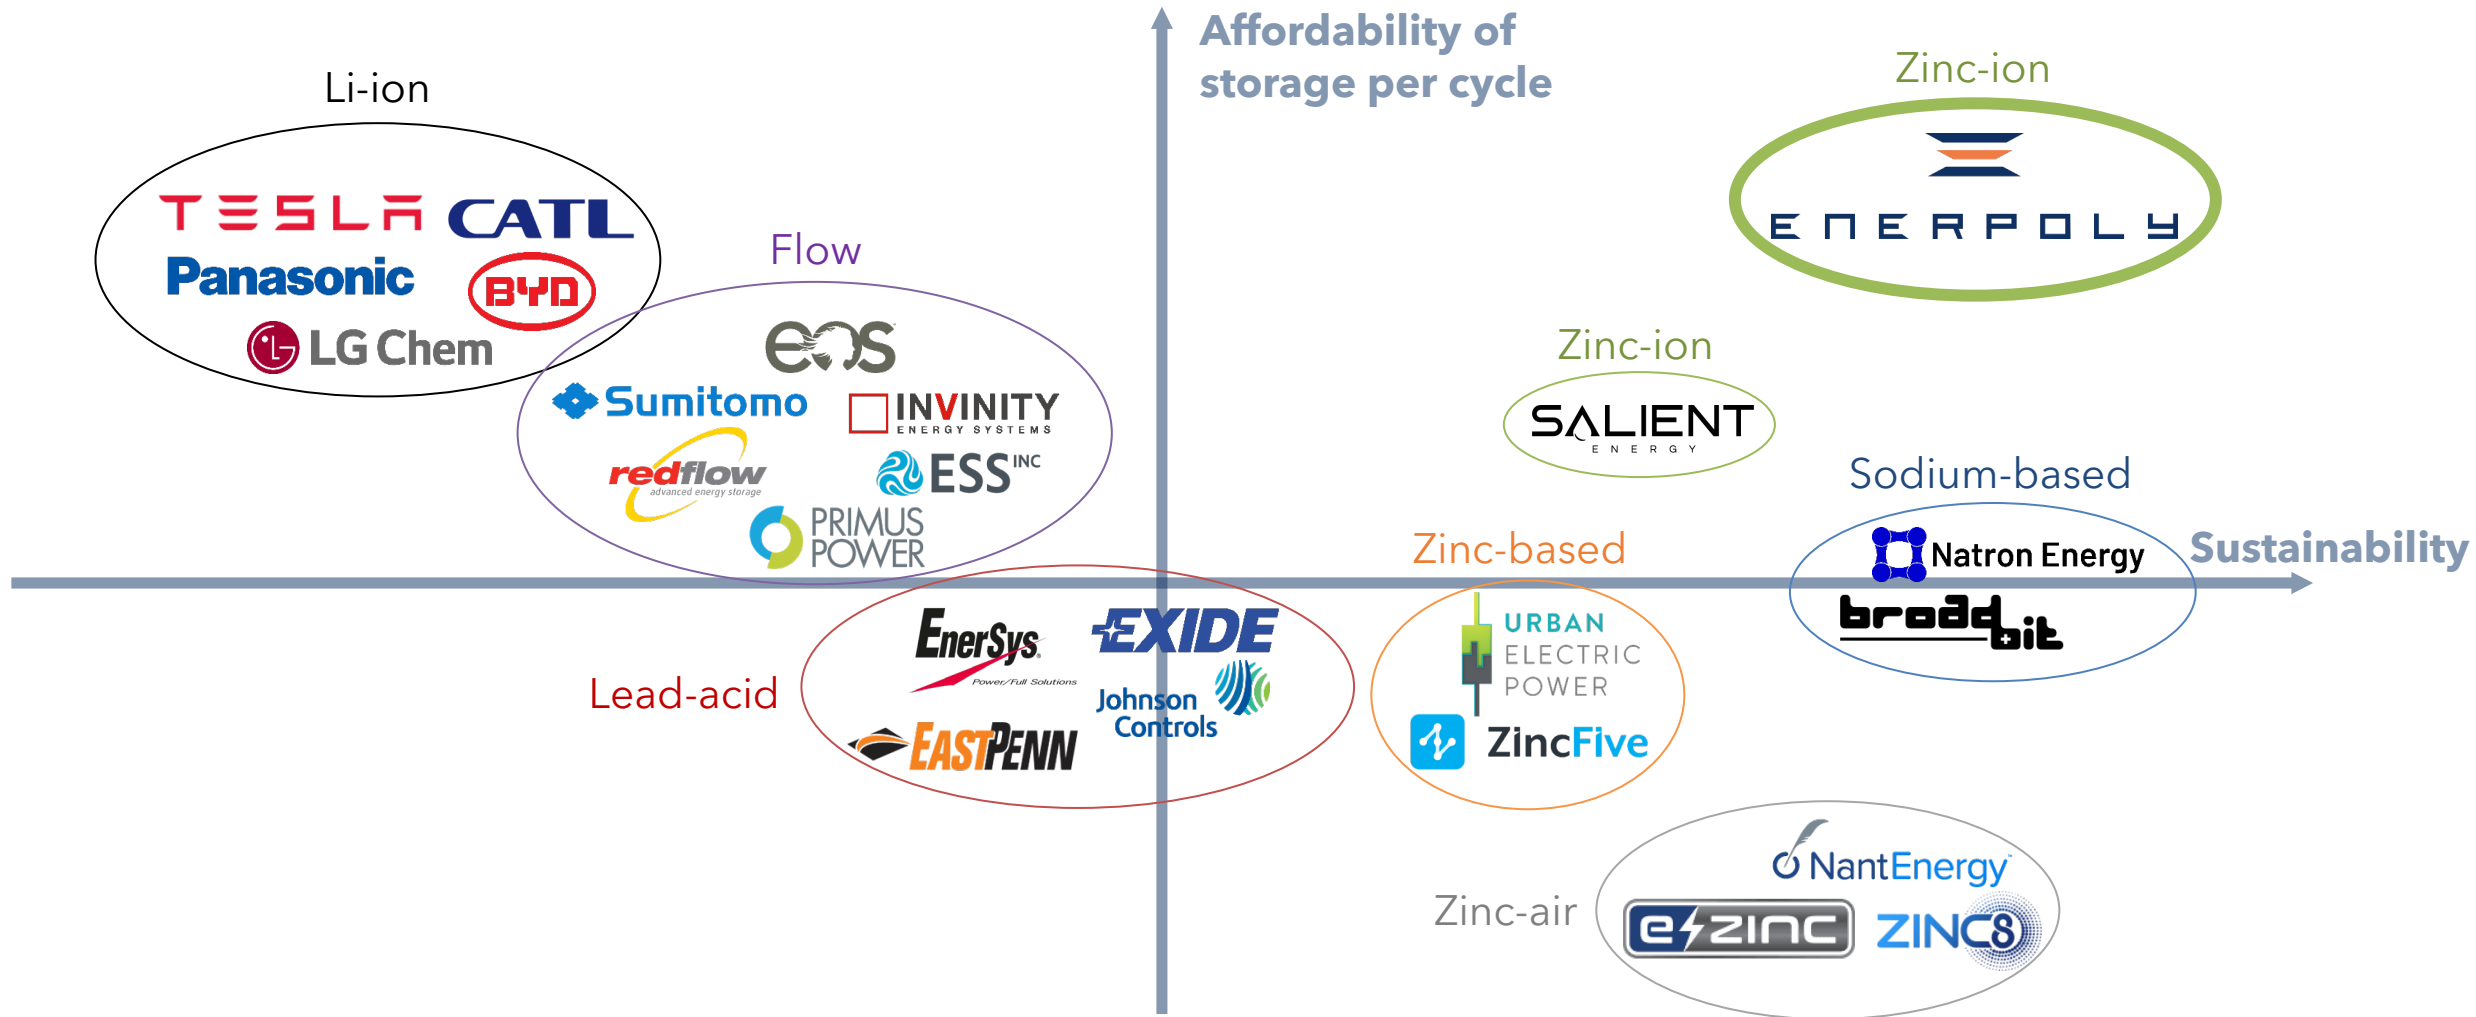 Affordability of
storage per cycle
Li-ion
TESLA
CATL
Panasonic
BYD
LG
LG Chem
Flow
eos
Sumitomo
INVINITY
ENERGY SYSTEMS
redflow
advanced energy storage
ESS INC
PRIMUS
POWER
Zinc-ion
ENERPOLY
Zinc-ion
SALIENT
ENERGY
Sodium-based
Natron Energy
broadbit
Sustainability
Zinc-based
URBAN
ELECTRIC
POWER
ZincFive
Lead-acid
EnerSys
Power/Full Solutions
EXIDE
Johnson
Controls
EASTPENN
Zinc-air
NantEnergy™
ezinc
ZINC8